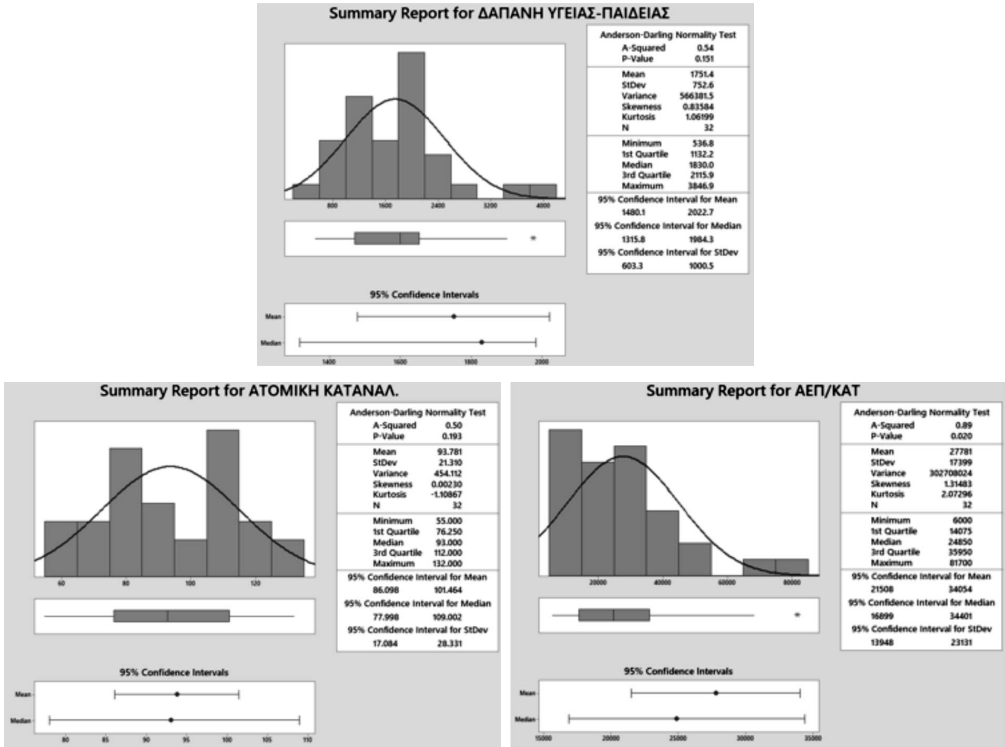 Summary Report for ΔΑΠΑΝΗ ΥΓΕΙΑΣ-ΠΑΙΔΕΙΑΣ
Anderson-Darling Normality Test
A-Squared 0.54
P-Value 0.151
Mean 1751.4
StDev 752.6
Variance 566381.5
Skewness 0.83584
Kurtosis 1.06199
N 32
Minimum 536.8
1st Quartile 1132.2
Median 1830.0
3rd Quartile 2115.9
Maximum 3846.9
95% Confidence Interval for Mean
1480.1 2022.7
95% Confidence Interval for Median
1315.8 1984.3
95% Confidence Interval for StDev
603.3 1000.5
800 1600 2400 3200 4000
95% Confidence Intervals
Mean
Median
1400 1600 1800 2000
Summary Report for ΑΤΟΜΙΚΗ ΚΑΤΑΝΑΛ.
Anderson-Darling Normality Test
A-Squared 0.50
P-Value 0.193
Mean 93.781
StDev 21.310
Variance 454.112
Skewness 0.00230
Kurtosis -1.10867
N 32
Minimum 55.000
1st Quartile 76.250
Median 93.000
3rd Quartile 112.000
Maximum 132.000
95% Confidence Interval for Mean
86.098 101.464
95% Confidence Interval for Median
77.998 109.002
95% Confidence Interval for StDev
17.084 28.331
60 80 100 120
95% Confidence Intervals
Mean
Median
80 85 90 95 100 105 110
Summary Report for ΑΕΠ/ΚΑΤ
Anderson-Darling Normality Test
A-Squared 0.89
P-Value 0.020
Mean 27781
StDev 17399
Variance 302708024
Skewness 1.31483
Kurtosis 2.07296
N 32
Minimum 6000
1st Quartile 14075
Median 24850
3rd Quartile 35950
Maximum 81700
95% Confidence Interval for Mean
21508 34054
95% Confidence Interval for Median
16899 34401
95% Confidence Interval for StDev
13948 23131
20000 40000 60000 80000
95% Confidence Intervals
Mean
Median
15000 20000 25000 30000 35000